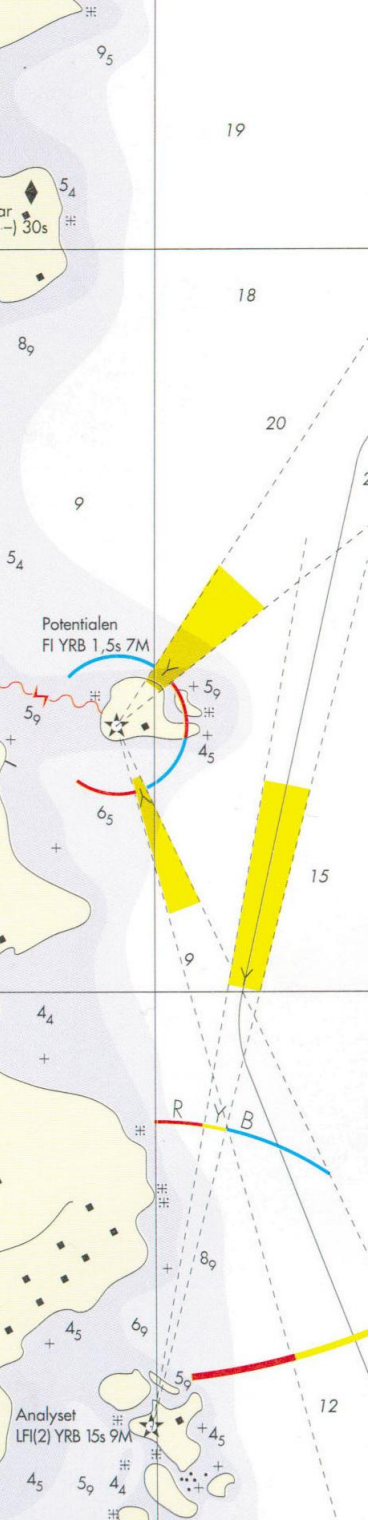 9₅
19
5₄
ar
–) 30s
18
8₉
20
9
5₄
Potentialen
Fl YRB 1,5s 7M
Y
5₉
5₉
4₅
6₅
Y
15
9
Y
4₄
R Y B
8₉
4₅
6₉
5₉
12
Analyset
LFl(2) YRB 15s 9M
4₅
4₅
5₉
4₄